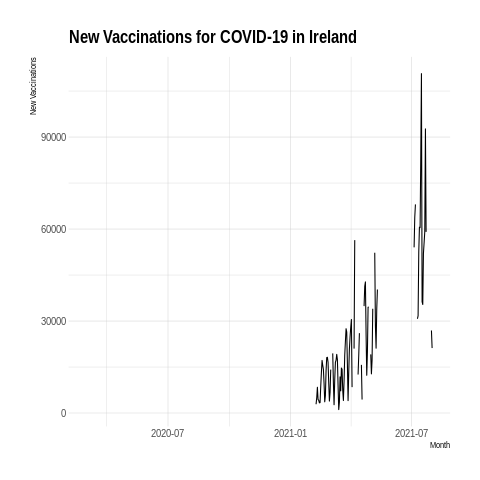 New Vaccinations for COVID-19 in Ireland
New Vaccinations
90000
60000
30000
0
2020-07 2021-01 2021-07
Month